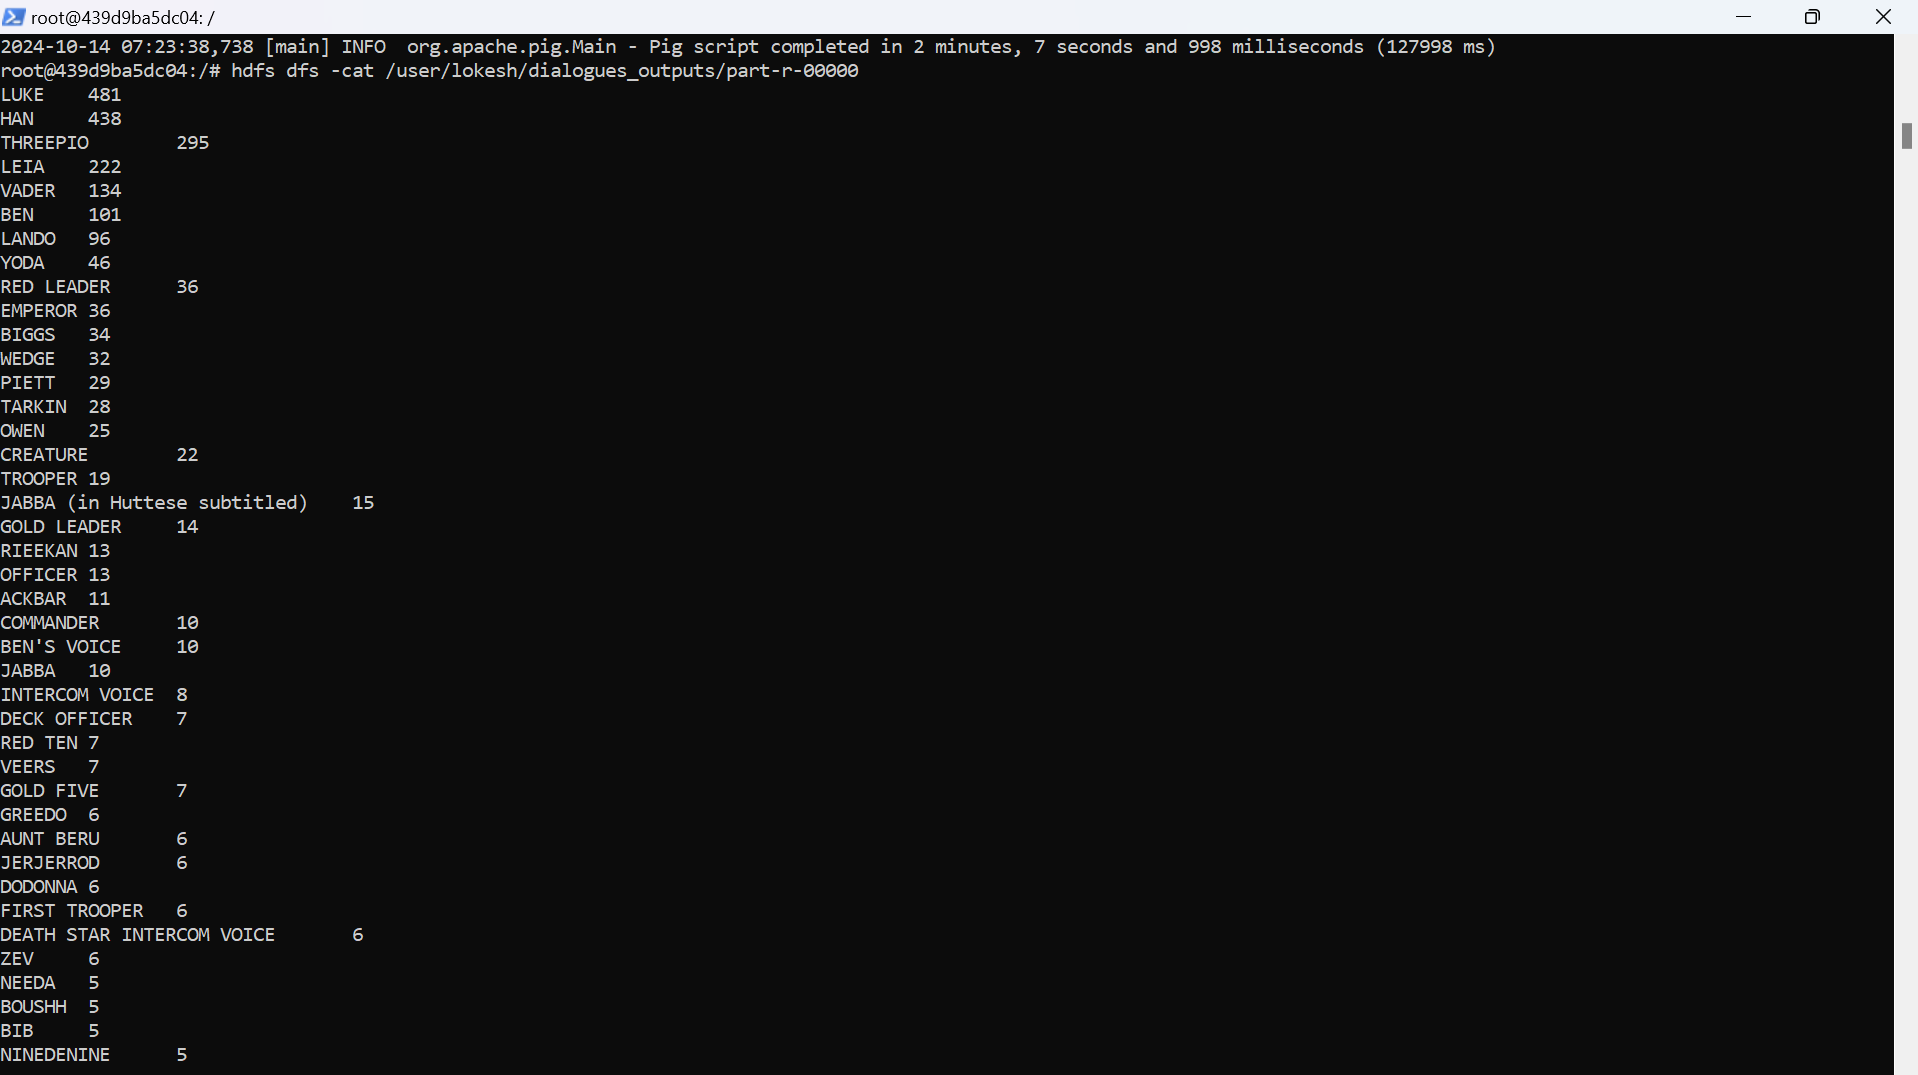 root@439d9ba5dc04: /
2024-10-14 07:23:38,738 [main] INFO  org.apache.pig.Main - Pig script completed in 2 minutes, 7 seconds and 998 milliseconds (127998 ms)
root@439d9ba5dc04:/# hdfs dfs -cat /user/lokesh/dialogues_outputs/part-r-00000
LUKE    481
HAN     438
THREEPIO        295
LEIA    222
VADER   134
BEN     101
LANDO   96
YODA    46
RED LEADER      36
EMPEROR 36
BIGGS   34
WEDGE   32
PIETT   29
TARKIN  28
OWEN    25
CREATURE        22
TROOPER 19
JABBA (in Huttese subtitled)    15
GOLD LEADER     14
RIEEKAN 13
OFFICER 13
ACKBAR  11
COMMANDER       10
BEN'S VOICE     10
JABBA   10
INTERCOM VOICE  8
DECK OFFICER    7
RED TEN 7
VEERS   7
GOLD FIVE       7
GREEDO  6
AUNT BERU       6
JERJERROD       6
DODONNA 6
FIRST TROOPER   6
DEATH STAR INTERCOM VOICE       6
ZEV     6
NEEDA   5
BOUSHH  5
BIB     5
NINEDENINE      5